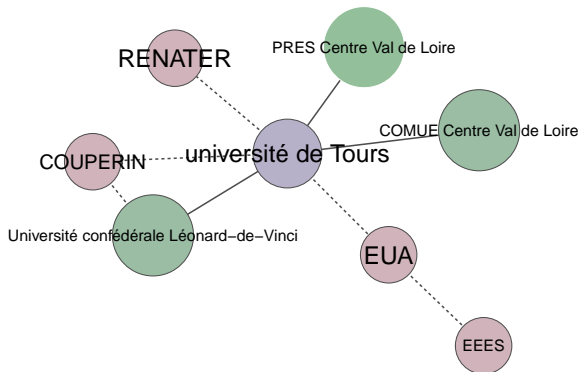 PRES Centre Val de Loire
RENATER
COMUE Centre Val de Loire
université de Tours
COUPERIN
Université confédérale Léonard−de−Vinci
EUA
EEES